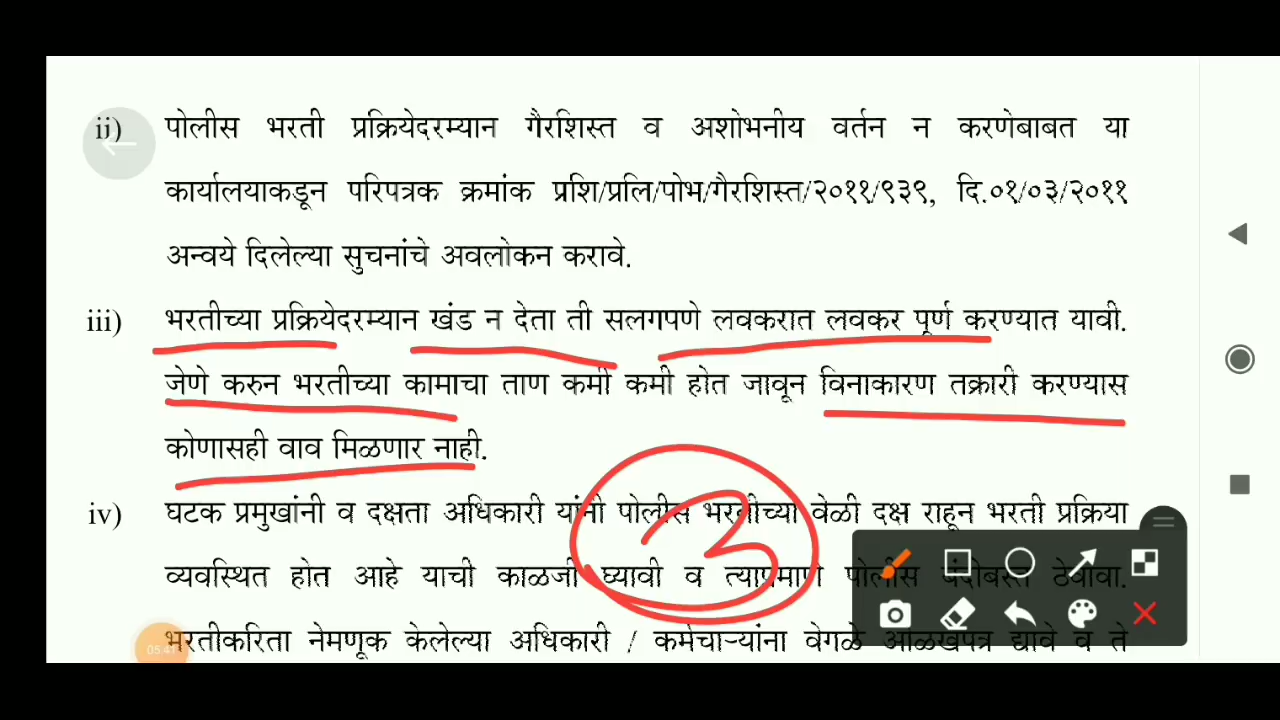 ii) पोलीस भरती प्रक्रियेदरम्यान गैरशिस्त व अशोभनीय वर्तन न करणेबाबत या
कार्यालयाकडून परिपत्रक क्रमांक प्रशि/प्रलि/पोभ/गैरशिस्त/२०११/९३९, दि.०१/०३/२०११
अन्वये दिलेल्या सुचनांचे अवलोकन करावे.
iii) भरतीच्या प्रक्रियेदरम्यान खंड न देता ती सलगपणे लवकरात लवकर पूर्ण करण्यात यावी.
जेणे करुन भरतीच्या कामाचा ताण कमी कमी होत जावून विनाकारण तक्रारी करण्यास
कोणासही वाव मिळणार नाही.
iv) घटक प्रमुखांनी व दक्षता अधिकारी यांनी पोलीस भरतीच्या वेळी दक्ष राहून भरती प्रक्रिया
3
व्यवस्थित होत आहे याची काळजी घ्यावी व त्याप्रमाणे पोलीस बंदोबस्त ठेवावा.
भरतीकरिता नेमणूक केलेल्या अधिकारी / कर्मचाऱ्यांना वेगळे ओळखपत्र द्यावे व ते
05:41